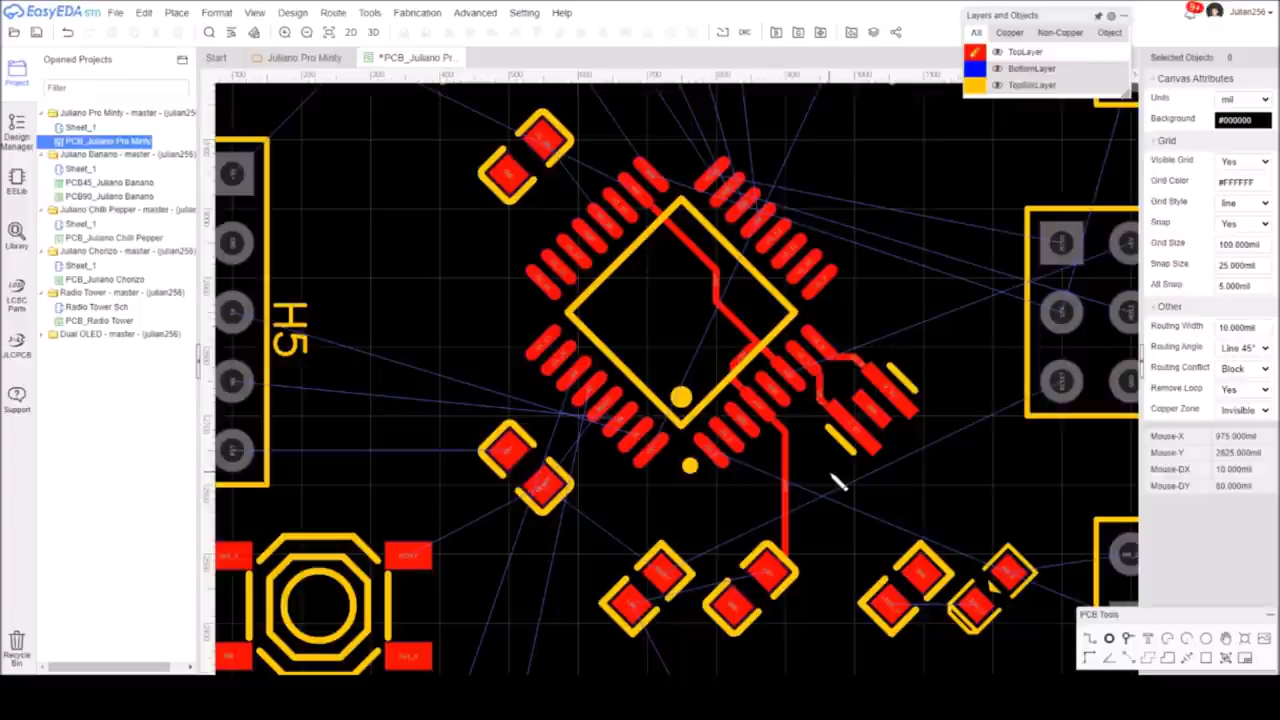 EasyEDA STD File Edit Place Format View Design Route Tools Fabrication Advanced Setting Help
9+ Julian256
2D 3D
Start Juliano Pro Minty *PCB_Juliano Pr...
Layers and Objects
All Copper Non-Copper Object
TopLayer
BottomLayer
TopSilkLayer
Project
Design Manager
EELib
Library
LCSC Parts
JLCPCB
Support
Recycle Bin
Opened Projects
Filter
Juliano Pro Minty - master - (julian25
Sheet_1
PCB_Juliano Pro Minty
Juliano Banano - master - (julian256)
Sheet_1
PCB45_Juliano Banano
PCB90_Juliano Banano
Juliano Chilli Pepper - master - (julian
Sheet_1
PCB_Juliano Chilli Pepper
Juliano Chorizo - master - (julian256)
Sheet_1
PCB_Juliano Chorizo
Radio Tower - master - (julian256)
Radio Tower Sch
PCB_Radio Tower
Dual OLED - master - (julian256)
H5
Selected Objects 0
Canvas Attributes
Units mil
Background #000000
Grid
Visible Grid Yes
Grid Color #FFFFFF
Grid Style line
Snap Yes
Grid Size 100.000mil
Snap Size 25.000mil
Alt Snap 5.000mil
Other
Routing Width 10.000mil
Routing Angle Line 45°
Routing Conflict Block
Remove Loop Yes
Copper Zone Invisible
Mouse-X 975.000mil
Mouse-Y 2625.000mil
Mouse-DX 10.000mil
Mouse-DY 80.000mil
PCB Tools